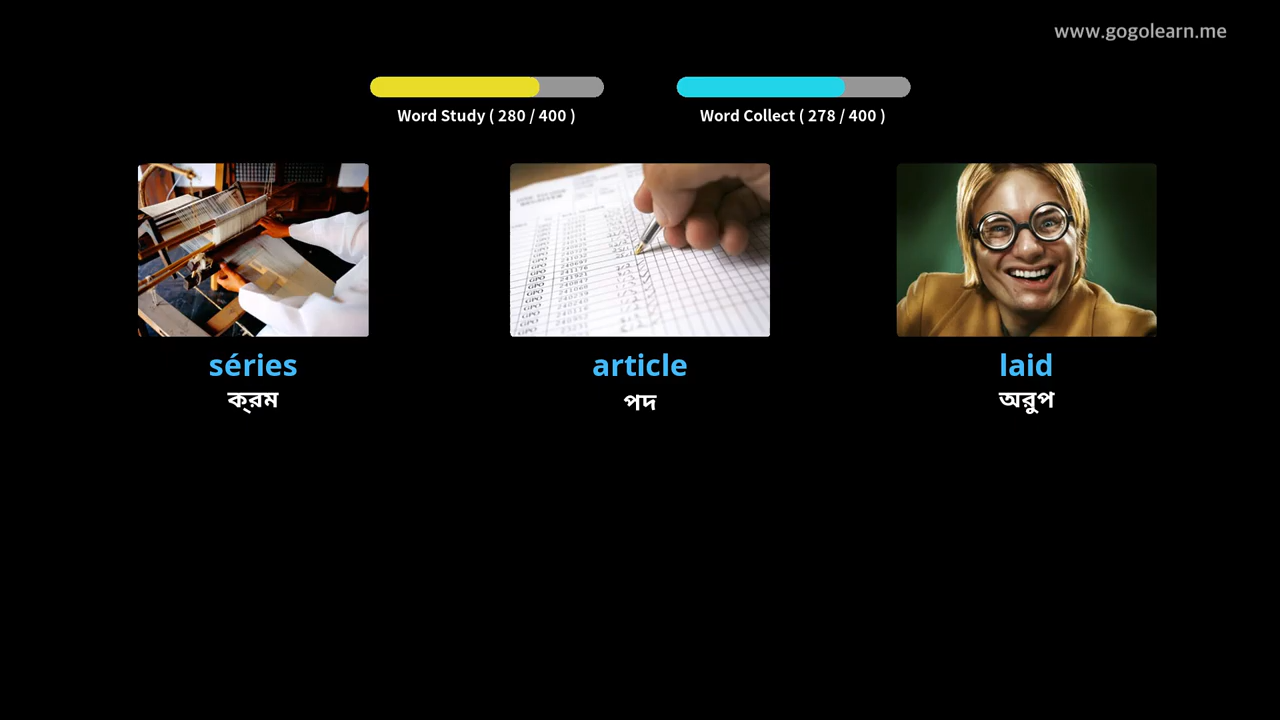 www.gogolearn.me
Word Study ( 280 / 400 )
Word Collect ( 278 / 400 )
séries
article
laid
ক্‌রম
পদ
অরুপ